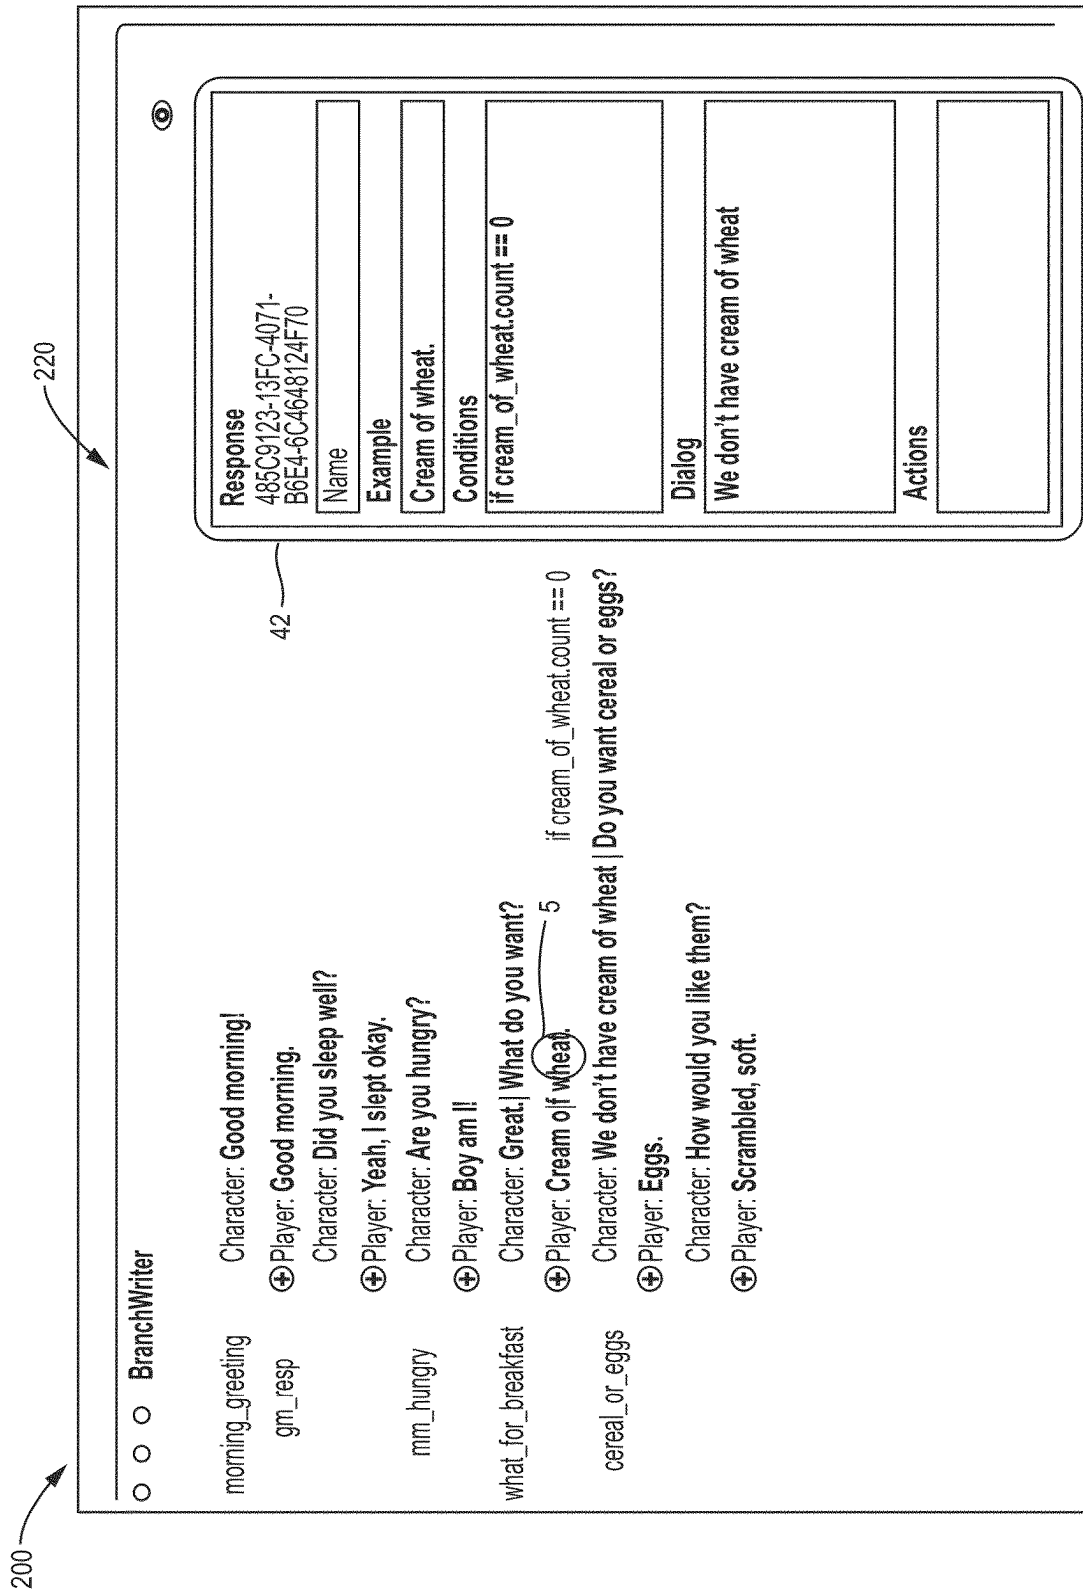 200
220
BranchWriter
morning_greeting Character: Good morning!
gm_resp Player: Good morning.
Character: Did you sleep well?
Player: Yeah, I slept okay.
mm_hungry Character: Are you hungry?
Player: Boy am I!
what_for_breakfast Character: Great.| What do you want?
Player: Cream o|f wheat. if cream_of_wheat.count == 0
5
cereal_or_eggs Character: We don't have cream of wheat | Do you want cereal or eggs?
Player: Eggs.
Character: How would you like them?
Player: Scrambled, soft.
42
Response
485C9123-13FC-4071-
B6E4-6C4648124F70
Name
Example
Cream of wheat.
Conditions
if cream_of_wheat.count == 0
Dialog
We don't have cream of wheat
Actions